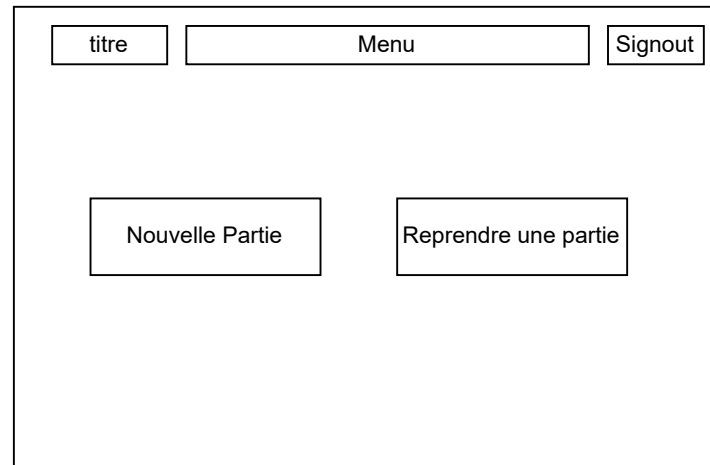 titre
Menu
Signout
Nouvelle Partie
Reprendre une partie